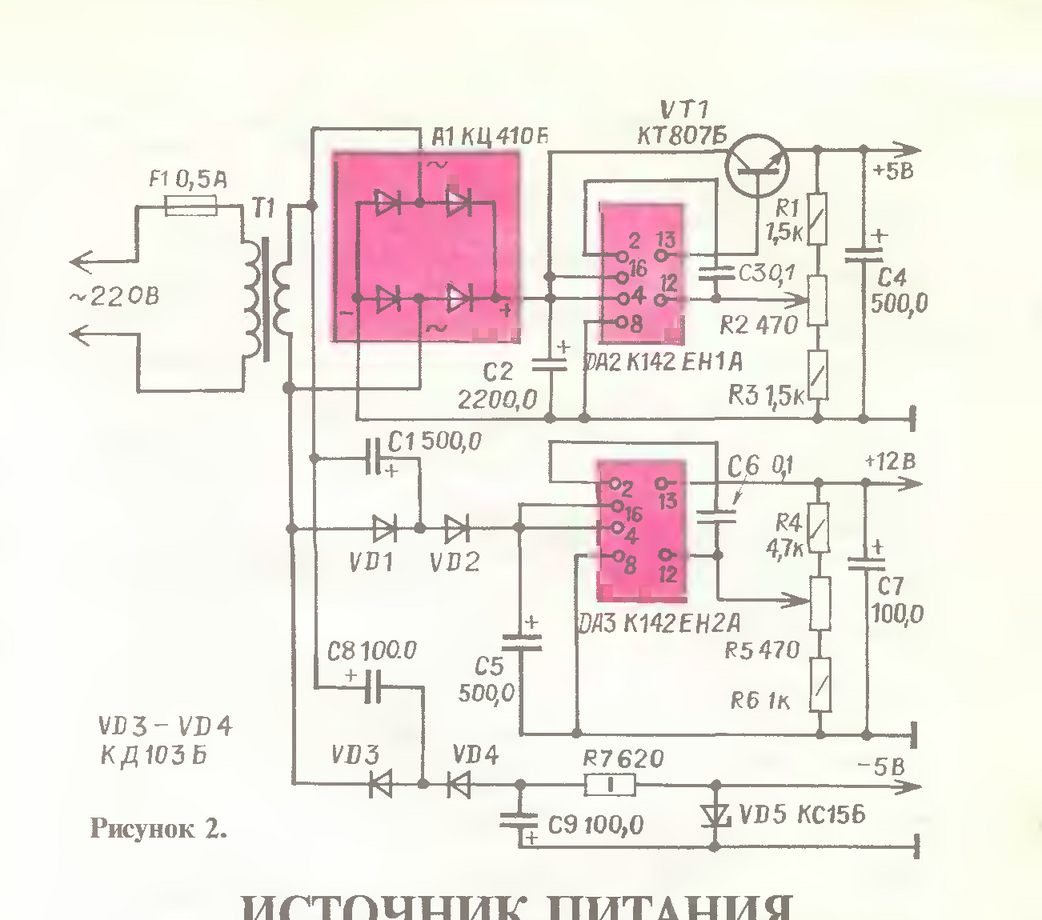 VT1
A1 КЦ410Б
КТ807Б
+5В
F1 0,5А
T1
~
R1
1,5к
2
13
16
C3 0,1
C4
500,0
~220В
4
12
-
+
~
8
R2 470
DA2 К142 ЕН1А
C2
2200,0
R3 1,5к
C1 500,0
+
+12В
2
13
C6 0,1
16
R4
4,7к
4
VD1
VD2
8
12
C7
100,0
DA3 К142ЕН2А
C8 100.0
+
C5
500,0
R5 470
R6 1к
VD3 - VD4
КД103Б
VD3
VD4
R7 620
-5В
Рисунок 2.
C9 100,0
VD5 КС156
ИСТОЧНИК ПИТАНИЯ